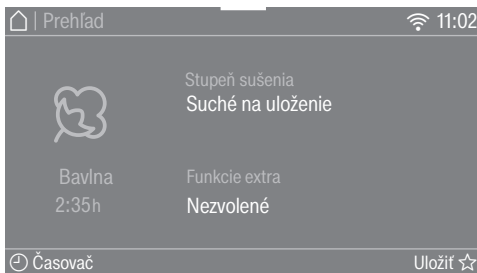 | Prehľad 11:02
Stupeň sušenia
Suché na uloženie
Bavlna
2:35h
Funkcie extra
Nezvolené
Časovač Uložiť